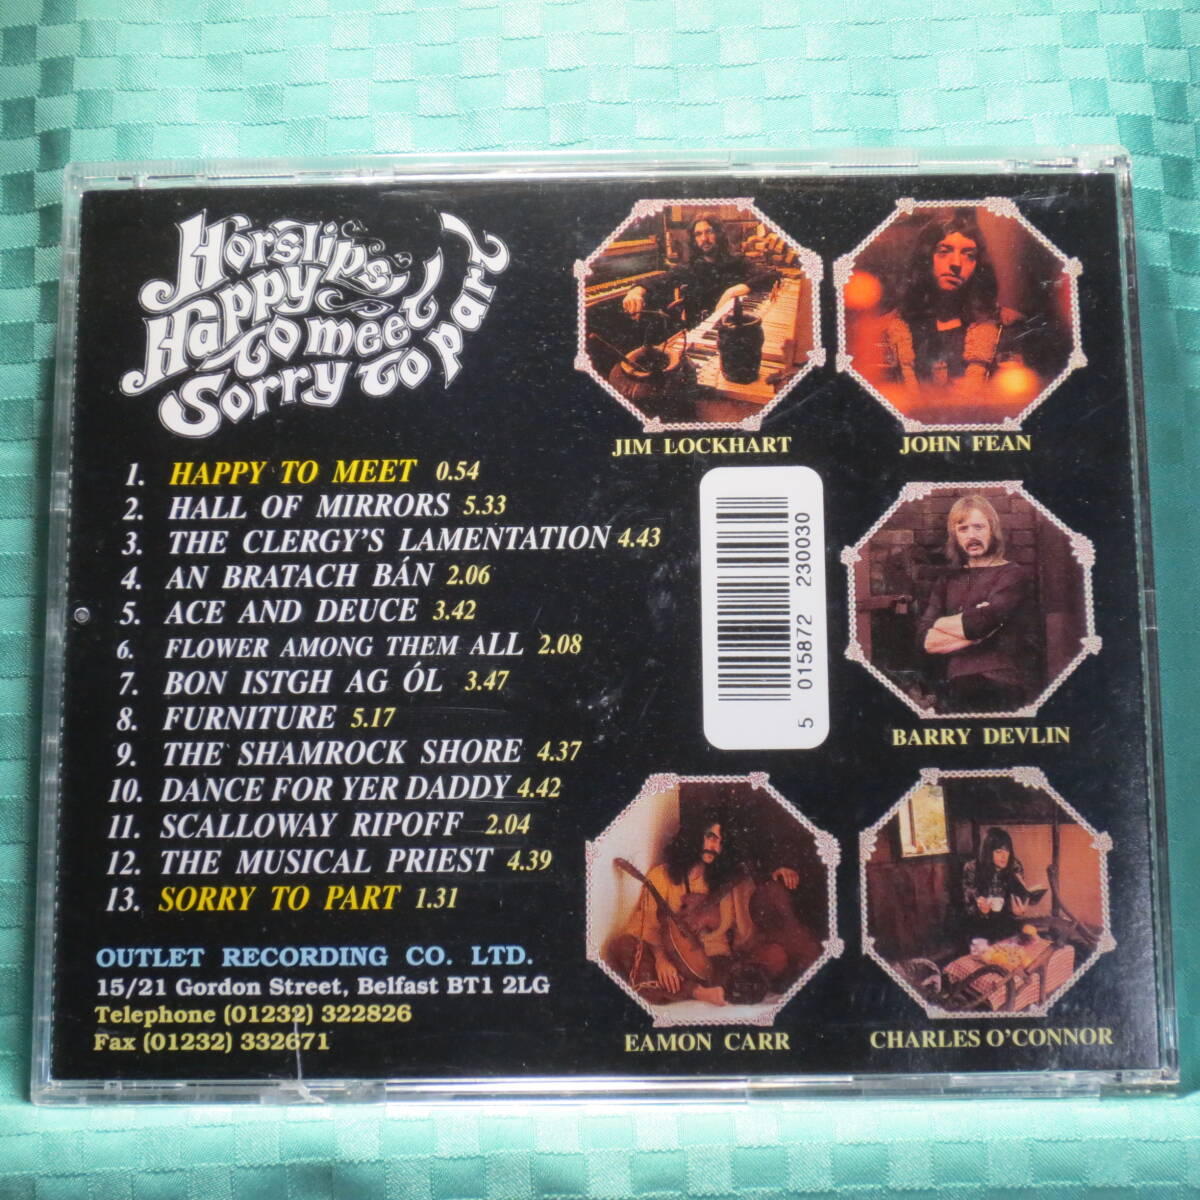 Horslips
Happy
to meet
Sorry to part
1. HAPPY TO MEET 0.54
2. HALL OF MIRRORS 5.33
3. THE CLERGY'S LAMENTATION 4.43
4. AN BRATACH BÁN 2.06
5. ACE AND DEUCE 3.42
6. FLOWER AMONG THEM ALL 2.08
7. BON ISTGH AG ÓL 3.47
8. FURNITURE 5.17
9. THE SHAMROCK SHORE 4.37
10. DANCE FOR YER DADDY 4.42
11. SCALLOWAY RIPOFF 2.04
12. THE MUSICAL PRIEST 4.39
13. SORRY TO PART 1.31
OUTLET RECORDING CO. LTD.
15/21 Gordon Street, Belfast BT1 2LG
Telephone (01232) 322826
Fax (01232) 332671
JIM LOCKHART
JOHN FEAN
5 015872 230030
BARRY DEVLIN
EAMON CARR
CHARLES O'CONNOR